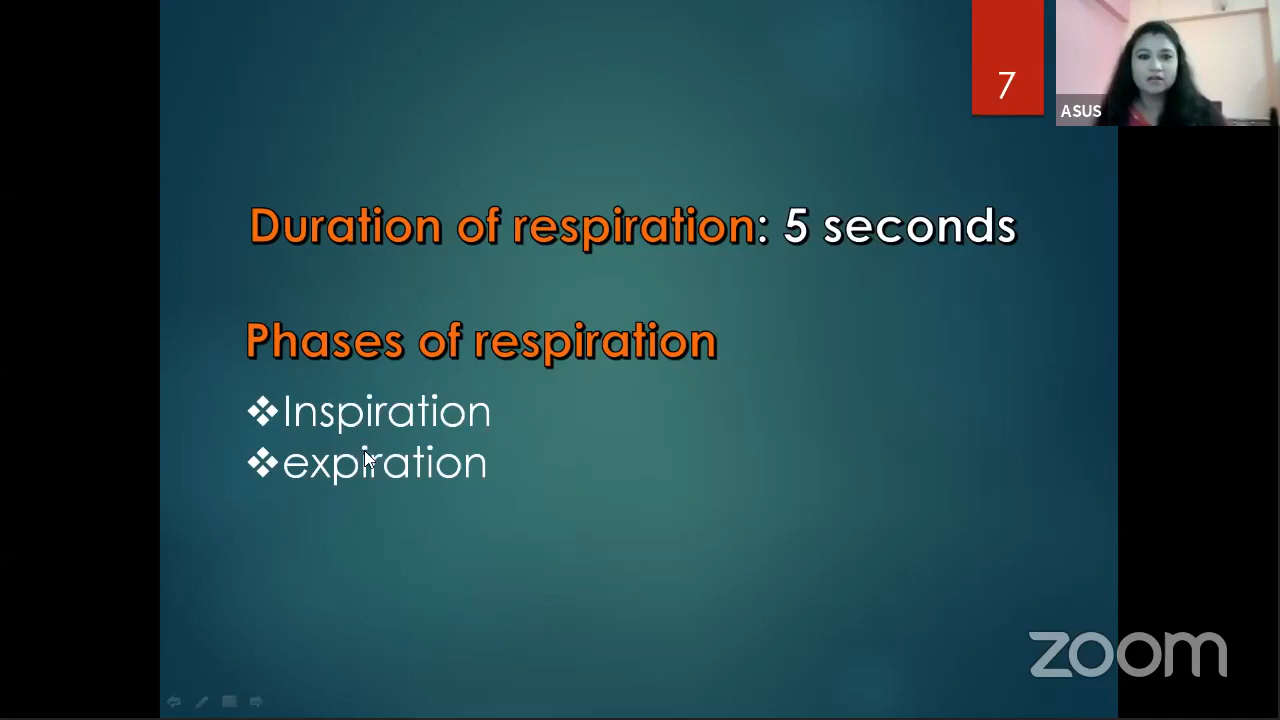 7
ASUS
Duration of respiration: 5 seconds
Phases of respiration
❖Inspiration
❖expiration
zoom